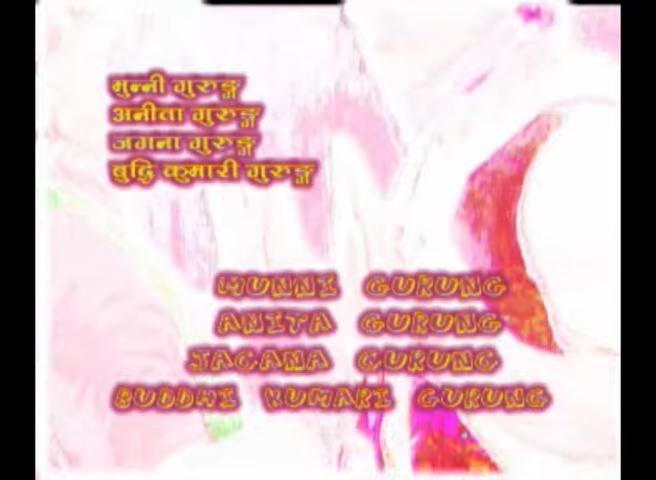 मुन्नी गुरुङ्ग
अनीता गुरुङ्ग
जगना गुरुङ्ग
बुद्धि कुमारी गुरुङ्ग
MUNNI GURUNG
ANITA GURUNG
JAGANA GURUNG
BUDDHI KUMARI GURUNG